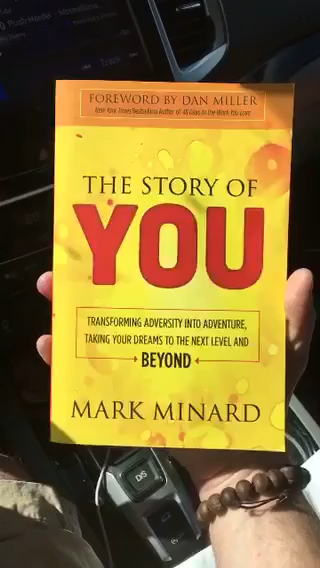 Track
FOREWORD BY DAN MILLER
New York Times Bestselling Author of 48 Days to the Work You Love
THE STORY OF
YOU
TRANSFORMING ADVERSITY INTO ADVENTURE,
TAKING YOUR DREAMS TO THE NEXT LEVEL AND
BEYOND
MARK MINARD
D/S